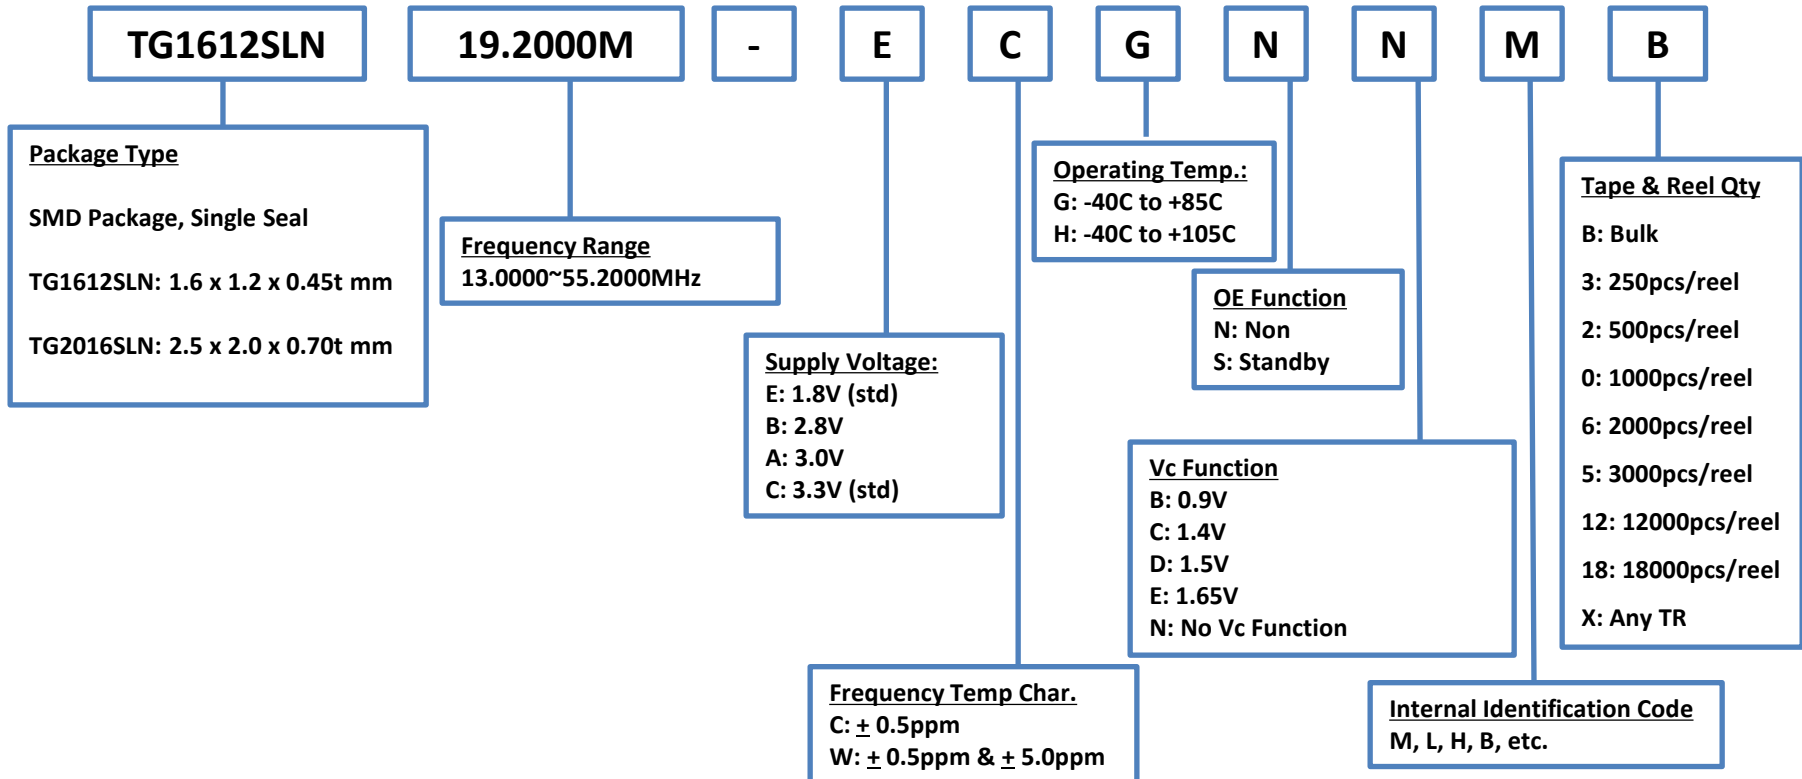 TG1612SLN 19.2000M - E C G N N M B
Package Type
SMD Package, Single Seal
TG1612SLN: 1.6 x 1.2 x 0.45t mm
TG2016SLN: 2.5 x 2.0 x 0.70t mm
Frequency Range
13.0000~55.2000MHz
Supply Voltage:
E: 1.8V (std)
B: 2.8V
A: 3.0V
C: 3.3V (std)
Frequency Temp Char.
C: + 0.5ppm
W: + 0.5ppm & + 5.0ppm
Operating Temp.:
G: -40C to +85C
H: -40C to +105C
OE Function
N: Non
S: Standby
Vc Function
B: 0.9V
C: 1.4V
D: 1.5V
E: 1.65V
N: No Vc Function
Internal Identification Code
M, L, H, B, etc.
Tape & Reel Qty
B: Bulk
3: 250pcs/reel
2: 500pcs/reel
0: 1000pcs/reel
6: 2000pcs/reel
5: 3000pcs/reel
12: 12000pcs/reel
18: 18000pcs/reel
X: Any TR